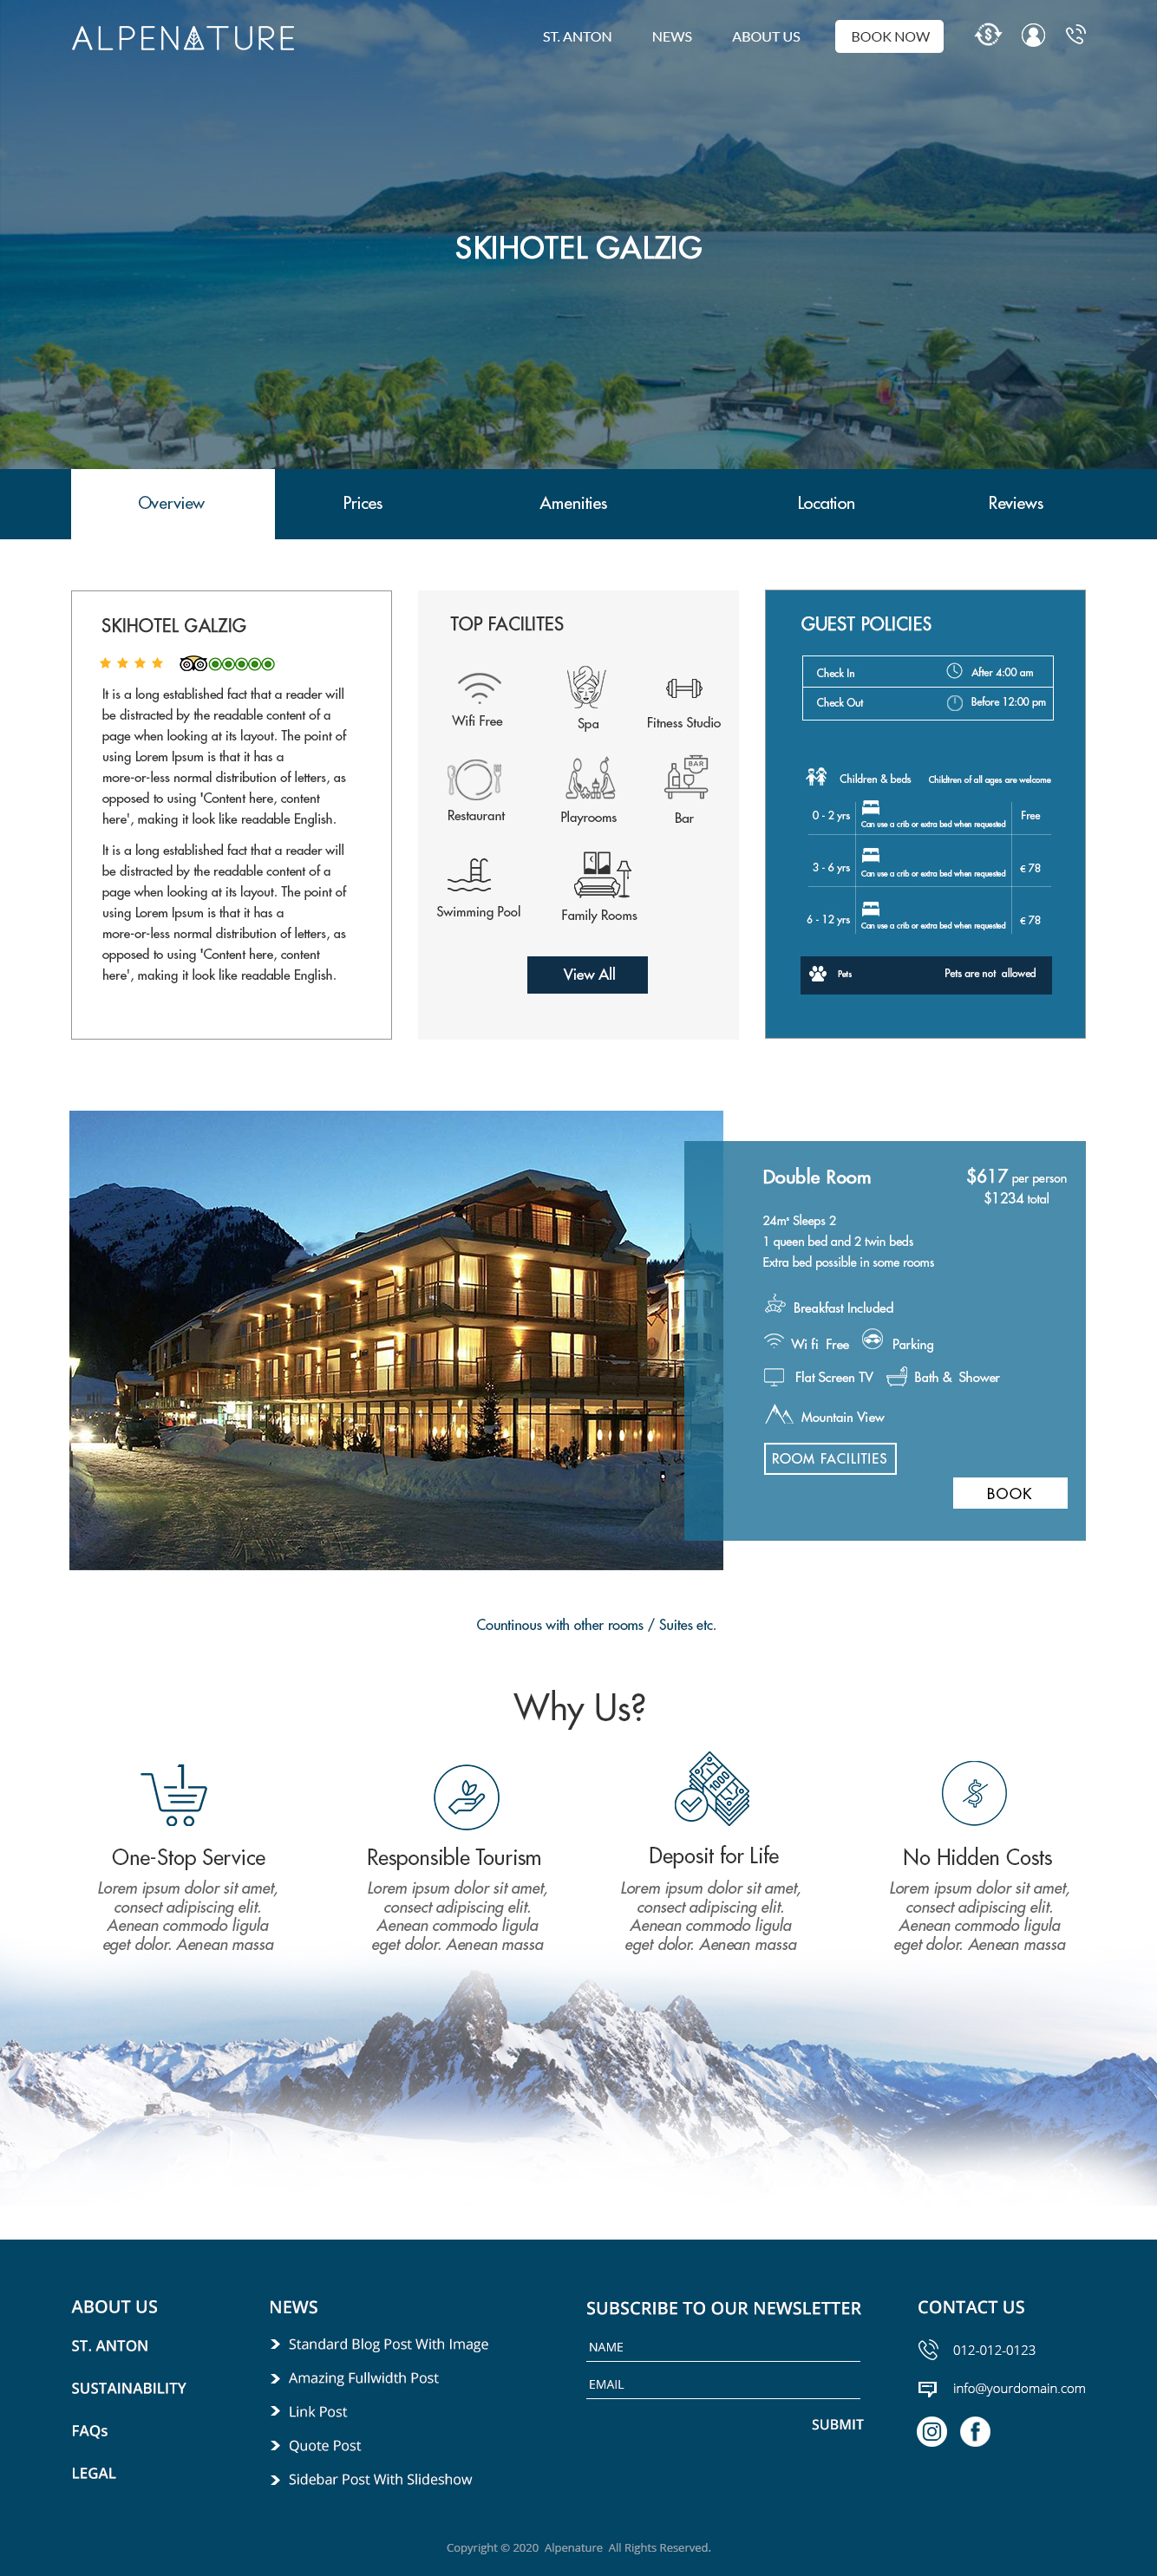 ALPENATURE
ST. ANTON NEWS ABOUT US BOOK NOW
SKIHOTEL GALZIG
Overview Prices Amenities Location Reviews
SKIHOTEL GALZIG
It is a long established fact that a reader will
be distracted by the readable content of a
page when looking at its layout. The point of
using Lorem Ipsum is that it has a
more-or-less normal distribution of letters, as
opposed to using 'Content here, content
here', making it look like readable English.
It is a long established fact that a reader will
be distracted by the readable content of a
page when looking at its layout. The point of
using Lorem Ipsum is that it has a
more-or-less normal distribution of letters, as
opposed to using 'Content here, content
here', making it look like readable English.
TOP FACILITES
Wifi Free Spa Fitness Studio
BAR
Restaurant Playrooms Bar
Swimming Pool Family Rooms
View All
GUEST POLICIES
Check In After 4:00 am
Check Out Before 12:00 pm
Children & beds Childtren of all ages are welcome
0 - 2 yrs Can use a crib or extra bed when requested Free
3 - 6 yrs Can use a crib or extra bed when requested € 78
6 - 12 yrs Can use a crib or extra bed when requested € 78
Pets Pets are not allowed
Double Room $617 per person
$1234 total
24m² Sleeps 2
1 queen bed and 2 twin beds
Extra bed possible in some rooms
Breakfast Included
Wi fi Free Parking
Flat Screen TV Bath & Shower
Mountain View
ROOM FACILITIES
BOOK
Countinous with other rooms / Suites etc.
Why Us?
1000
One-Stop Service
Lorem ipsum dolor sit amet,
consect adipiscing elit.
Aenean commodo ligula
eget dolor. Aenean massa
Responsible Tourism
Lorem ipsum dolor sit amet,
consect adipiscing elit.
Aenean commodo ligula
eget dolor. Aenean massa
Deposit for Life
Lorem ipsum dolor sit amet,
consect adipiscing elit.
Aenean commodo ligula
eget dolor. Aenean massa
No Hidden Costs
Lorem ipsum dolor sit amet,
consect adipiscing elit.
Aenean commodo ligula
eget dolor. Aenean massa
ABOUT US
ST. ANTON
SUSTAINABILITY
FAQs
LEGAL
NEWS
Standard Blog Post With Image
Amazing Fullwidth Post
Link Post
Quote Post
Sidebar Post With Slideshow
SUBSCRIBE TO OUR NEWSLETTER
NAME
EMAIL
SUBMIT
CONTACT US
012-012-0123
info@yourdomain.com
Copyright © 2020 Alpenature All Rights Reserved.